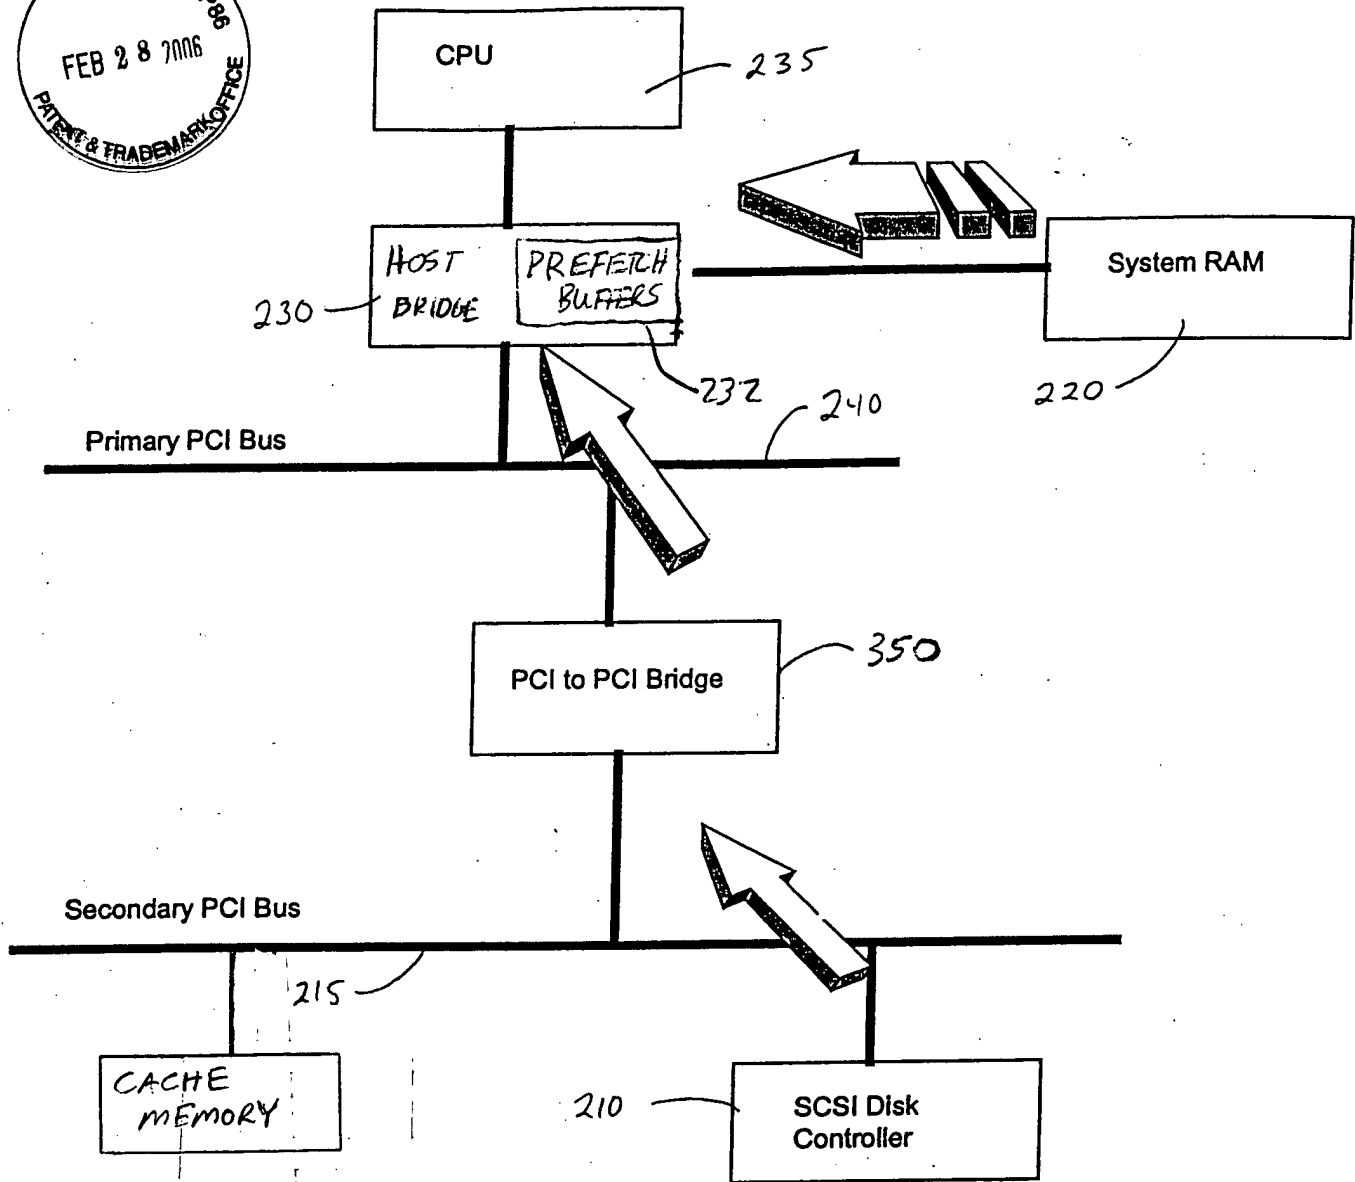 86
FEB 28 2006
PATENT & TRADEMARK OFFICE
CPU
235
HOST
BRIDGE
PREFETCH
BUFFERS
System RAM
230
232
220
240
Primary PCI Bus
350
PCI to PCI Bridge
Secondary PCI Bus
215
CACHE
MEMORY
210
SCSI Disk
Controller